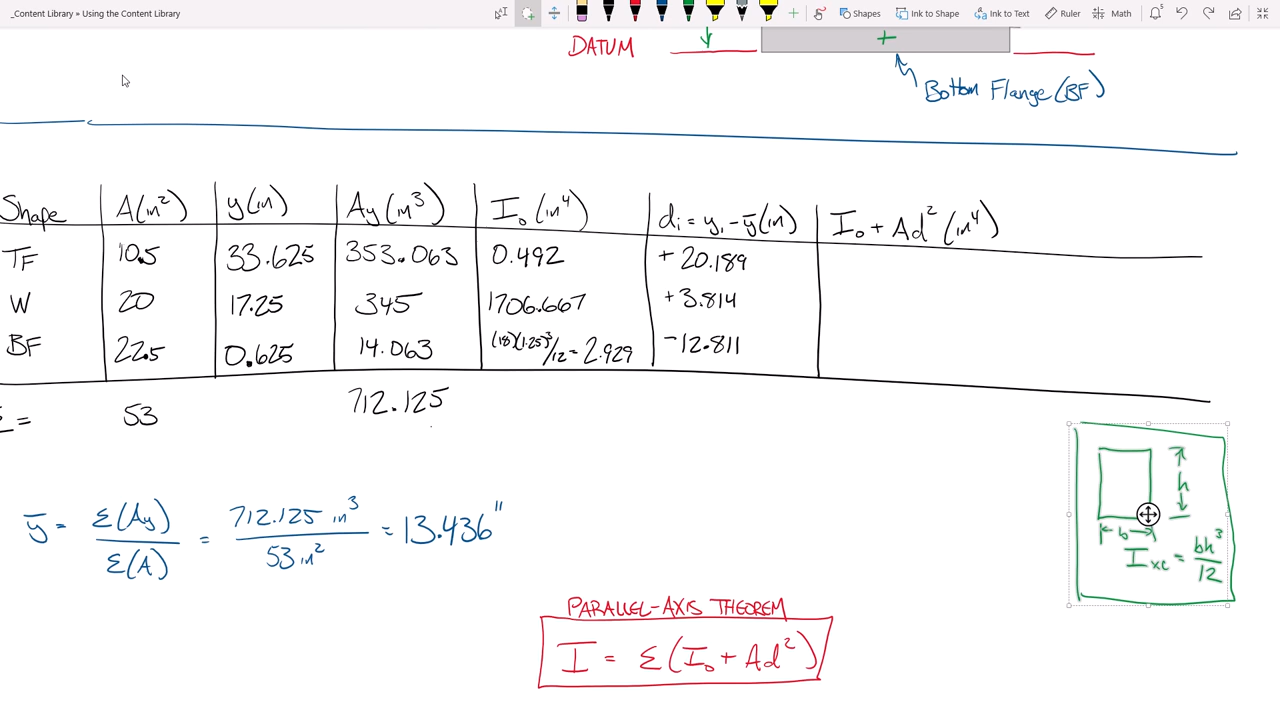 _Content Library » Using the Content Library
Shapes Ink to Shape Ink to Text Ruler Math
DATUM
+
Bottom Flange (BF)
Shape A (in²) y (in) Ay (in³) I₀ (in⁴) di = yi - ȳ (in) I₀ + Ad² (in⁴)
TF 10.5 33.625 353.063 0.492 + 20.189
W 20 17.25 345 1706.667 +3.814
BF 22.5 0.625 14.063 (18)(1.25)³/12 = 2.929 -12.811
= 53 712.125
ȳ = Σ(Ay)/Σ(A) = 712.125 in³/53 in² = 13.436"
h
b
Ixc = bh³/12
PARALLEL-AXIS THEOREM
I = Σ(I₀ + Ad²)